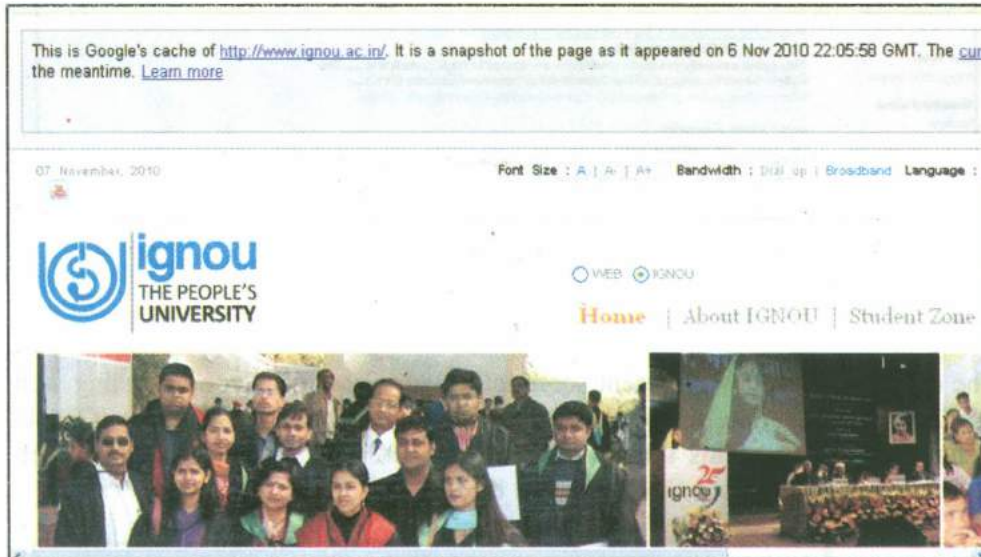 This is Google's cache of http://www.ignou.ac.in/. It is a snapshot of the page as it appeared on 6 Nov 2010 22:05:58 GMT. The cur
the meantime. Learn more
07 November, 2010
Font Size : A | A- | A+ Bandwidth : Dial up | Broadband Language :
ignou
THE PEOPLE'S
UNIVERSITY
WEB IGNOU
Home | About IGNOU | Student Zone
25
ignou